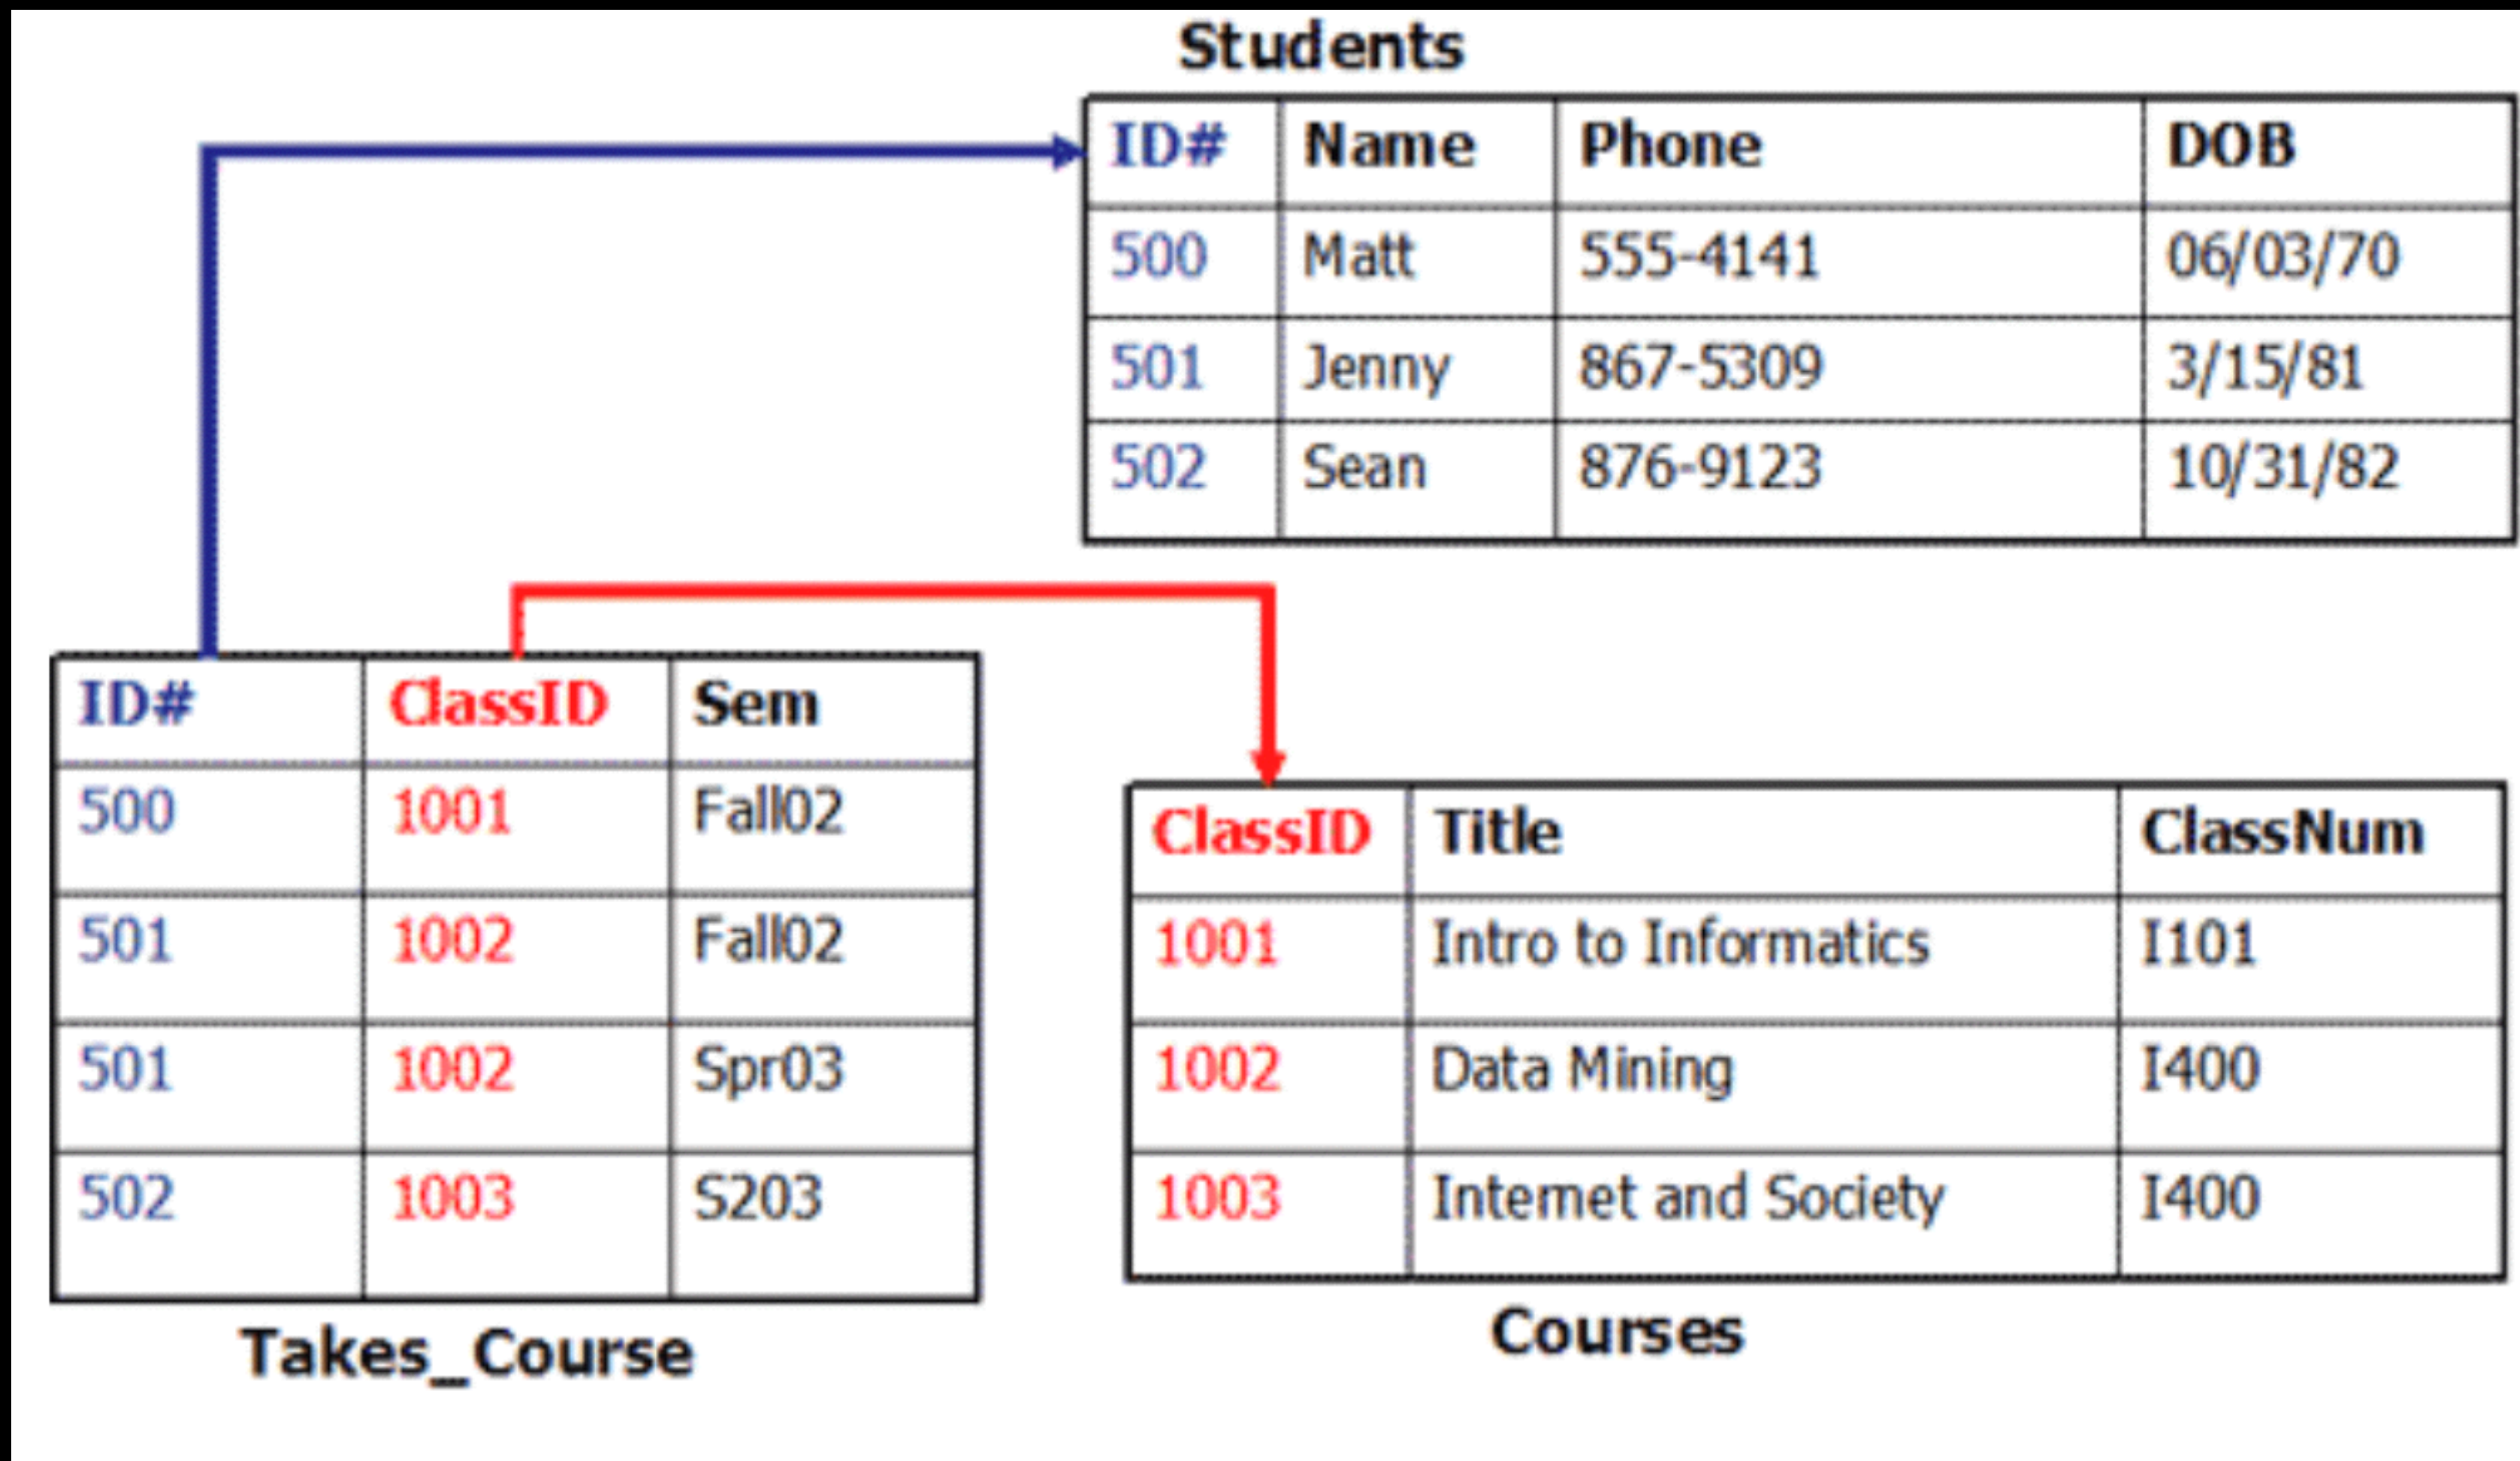 Students
ID# Name Phone DOB
500 Matt 555-4141 06/03/70
501 Jenny 867-5309 3/15/81
502 Sean 876-9123 10/31/82
ID# ClassID Sem
500 1001 Fall02
501 1002 Fall02
501 1002 Spr03
502 1003 S203
Takes_Course
ClassID Title ClassNum
1001 Intro to Informatics I101
1002 Data Mining I400
1003 Internet and Society I400
Courses